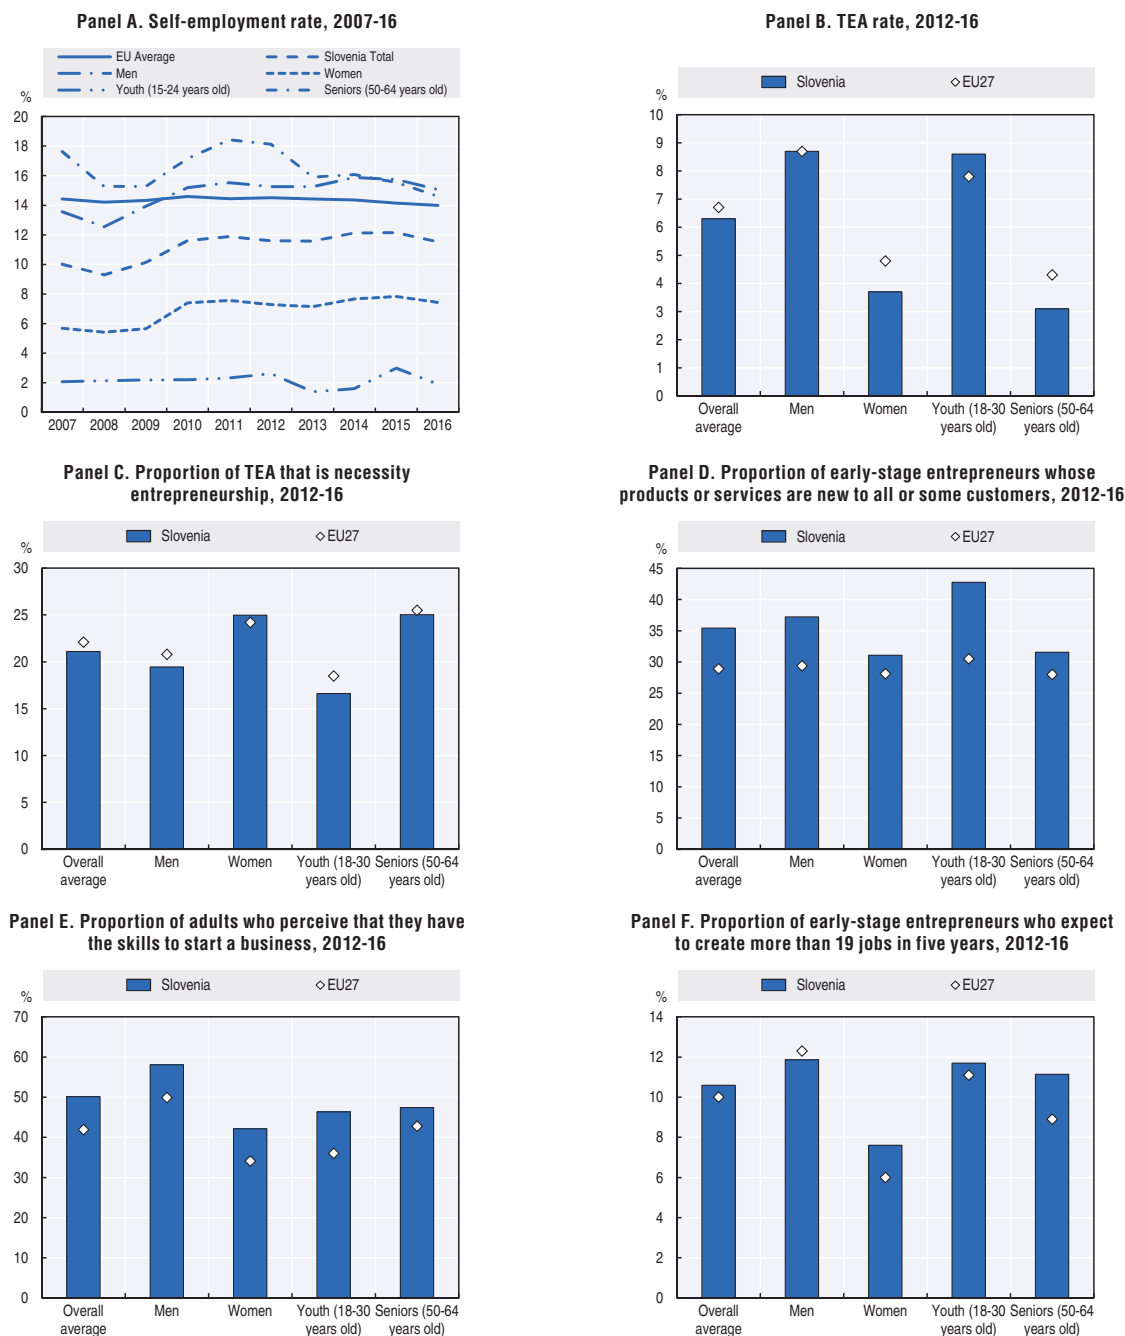 Panel A. Self-employment rate, 2007-16
EU Average
Slovenia Total
Men
Women
Youth (15-24 years old)
Seniors (50-64 years old)
%
20
18
16
14
12
10
8
6
4
2
0
2007 2008 2009 2010 2011 2012 2013 2014 2015 2016
Panel B. TEA rate, 2012-16
Slovenia
EU27
%
10
9
8
7
6
5
4
3
2
1
0
Overall average
Men
Women
Youth (18-30 years old)
Seniors (50-64 years old)
Panel C. Proportion of TEA that is necessity
entrepreneurship, 2012-16
Slovenia
EU27
%
30
25
20
15
10
5
0
Overall average
Men
Women
Youth (18-30 years old)
Seniors (50-64 years old)
Panel D. Proportion of early-stage entrepreneurs whose
products or services are new to all or some customers, 2012-16
Slovenia
EU27
%
45
40
35
30
25
20
15
10
5
0
Overall average
Men
Women
Youth (18-30 years old)
Seniors (50-64 years old)
Panel E. Proportion of adults who perceive that they have
the skills to start a business, 2012-16
Slovenia
EU27
%
70
60
50
40
30
20
10
0
Overall average
Men
Women
Youth (18-30 years old)
Seniors (50-64 years old)
Panel F. Proportion of early-stage entrepreneurs who expect
to create more than 19 jobs in five years, 2012-16
Slovenia
EU27
%
14
12
10
8
6
4
2
0
Overall average
Men
Women
Youth (18-30 years old)
Seniors (50-64 years old)